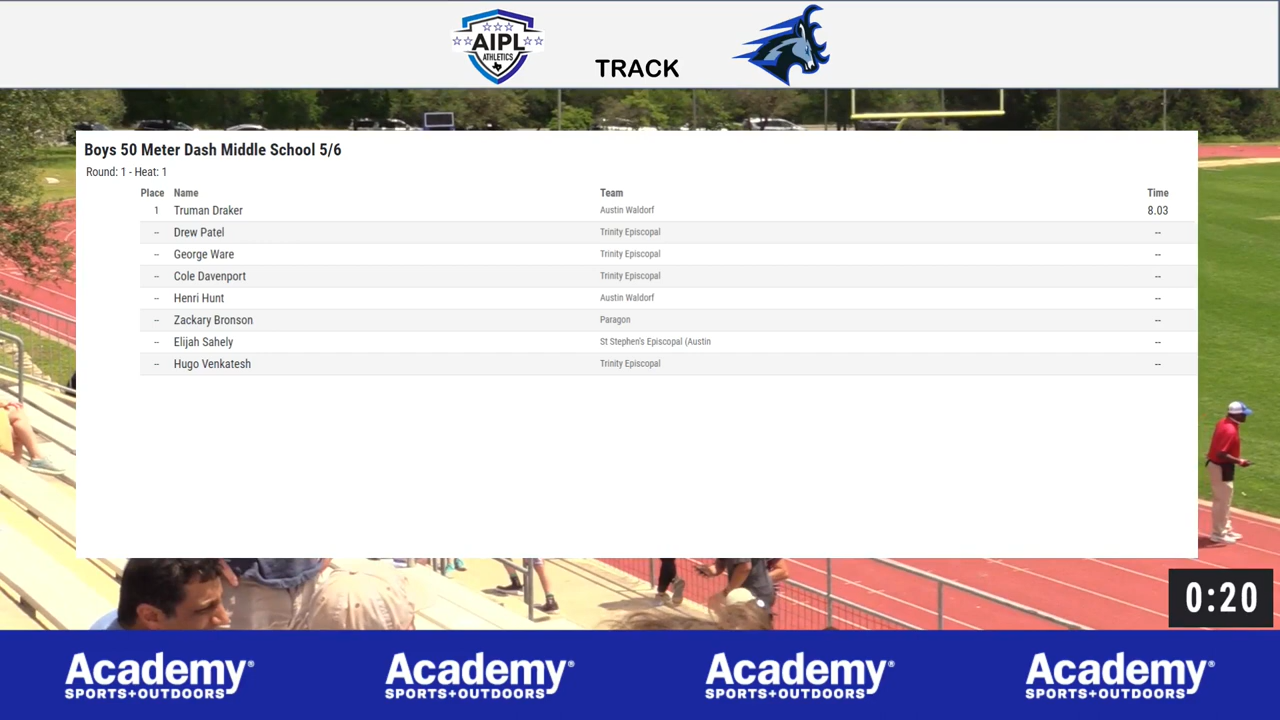 AIPL
ATHLETICS
TRACK
Boys 50 Meter Dash Middle School 5/6
Round: 1 - Heat: 1
Place Name Team Time
1 Truman Draker Austin Waldorf 8.03
-- Drew Patel Trinity Episcopal --
-- George Ware Trinity Episcopal --
-- Cole Davenport Trinity Episcopal --
-- Henri Hunt Austin Waldorf --
-- Zackary Bronson Paragon --
-- Elijah Sahely St Stephen's Episcopal (Austin --
-- Hugo Venkatesh Trinity Episcopal --
0:20
Academy Academy Academy Academy
SPORTS+OUTDOORS SPORTS+OUTDOORS SPORTS+OUTDOORS SPORTS+OUTDOORS